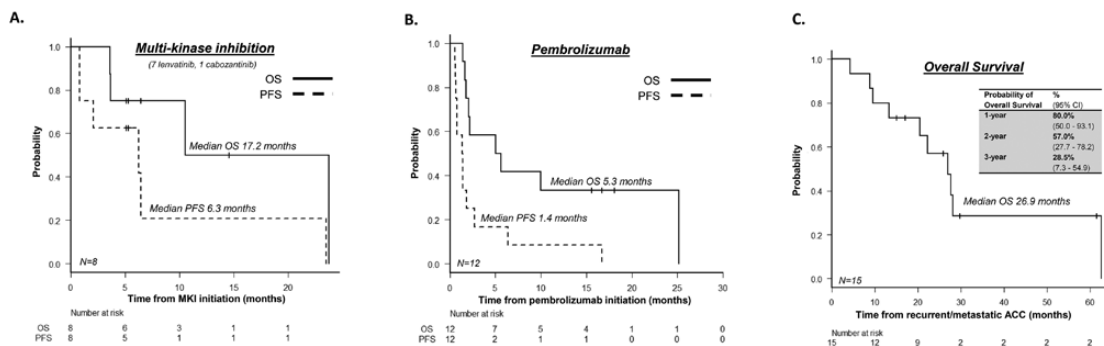 A.
Multi-kinase inhibition
(7 lenvatinib, 1 cabozantinib)
OS
PFS
Probability
1.0
0.8
0.6
0.4
0.2
0.0
Median OS 17.2 months
Median PFS 6.3 months
N=8
0 5 10 15 20
Time from MKI initiation (months)
Number at risk
OS 8 6 3 1 1
PFS 8 5 1 1 1
B.
Pembrolizumab
OS
PFS
Probability
1.0
0.8
0.6
0.4
0.2
0.0
Median OS 5.3 months
Median PFS 1.4 months
N=12
0 5 10 15 20 25 30
Time from pembrolizumab initiation (months)
Number at risk
OS 12 7 5 4 1 1 0
PFS 12 2 1 1 0 0 0
C.
Overall Survival
Probability of Overall Survival % (95% CI)
1-year 80.0% (50.0 - 93.1)
2-year 57.0% (27.7 - 78.2)
3-year 28.5% (7.3 - 54.9)
Probability
1.0
0.8
0.6
0.4
0.2
0.0
Median OS 26.9 months
N=15
0 10 20 30 40 50 60
Time from recurrent/metastatic ACC (months)
Number at risk
15 12 9 2 2 2 2